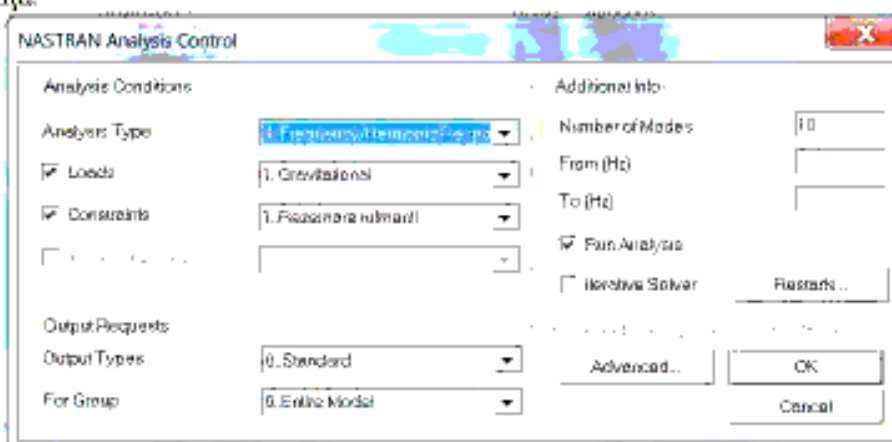 NASTRAN Analysis Control
Analysis Conditions
Analysis Type
Loads
1..Gravitational
Constraints
Output Requests
Output Types
0..Standard
For Group
0..Entire Model
Additional Info
Number of Modes
10
From (Hz)
To (Hz)
Run Analysis
Iterative Solver
Restarts...
Advanced...
OK
Cancel